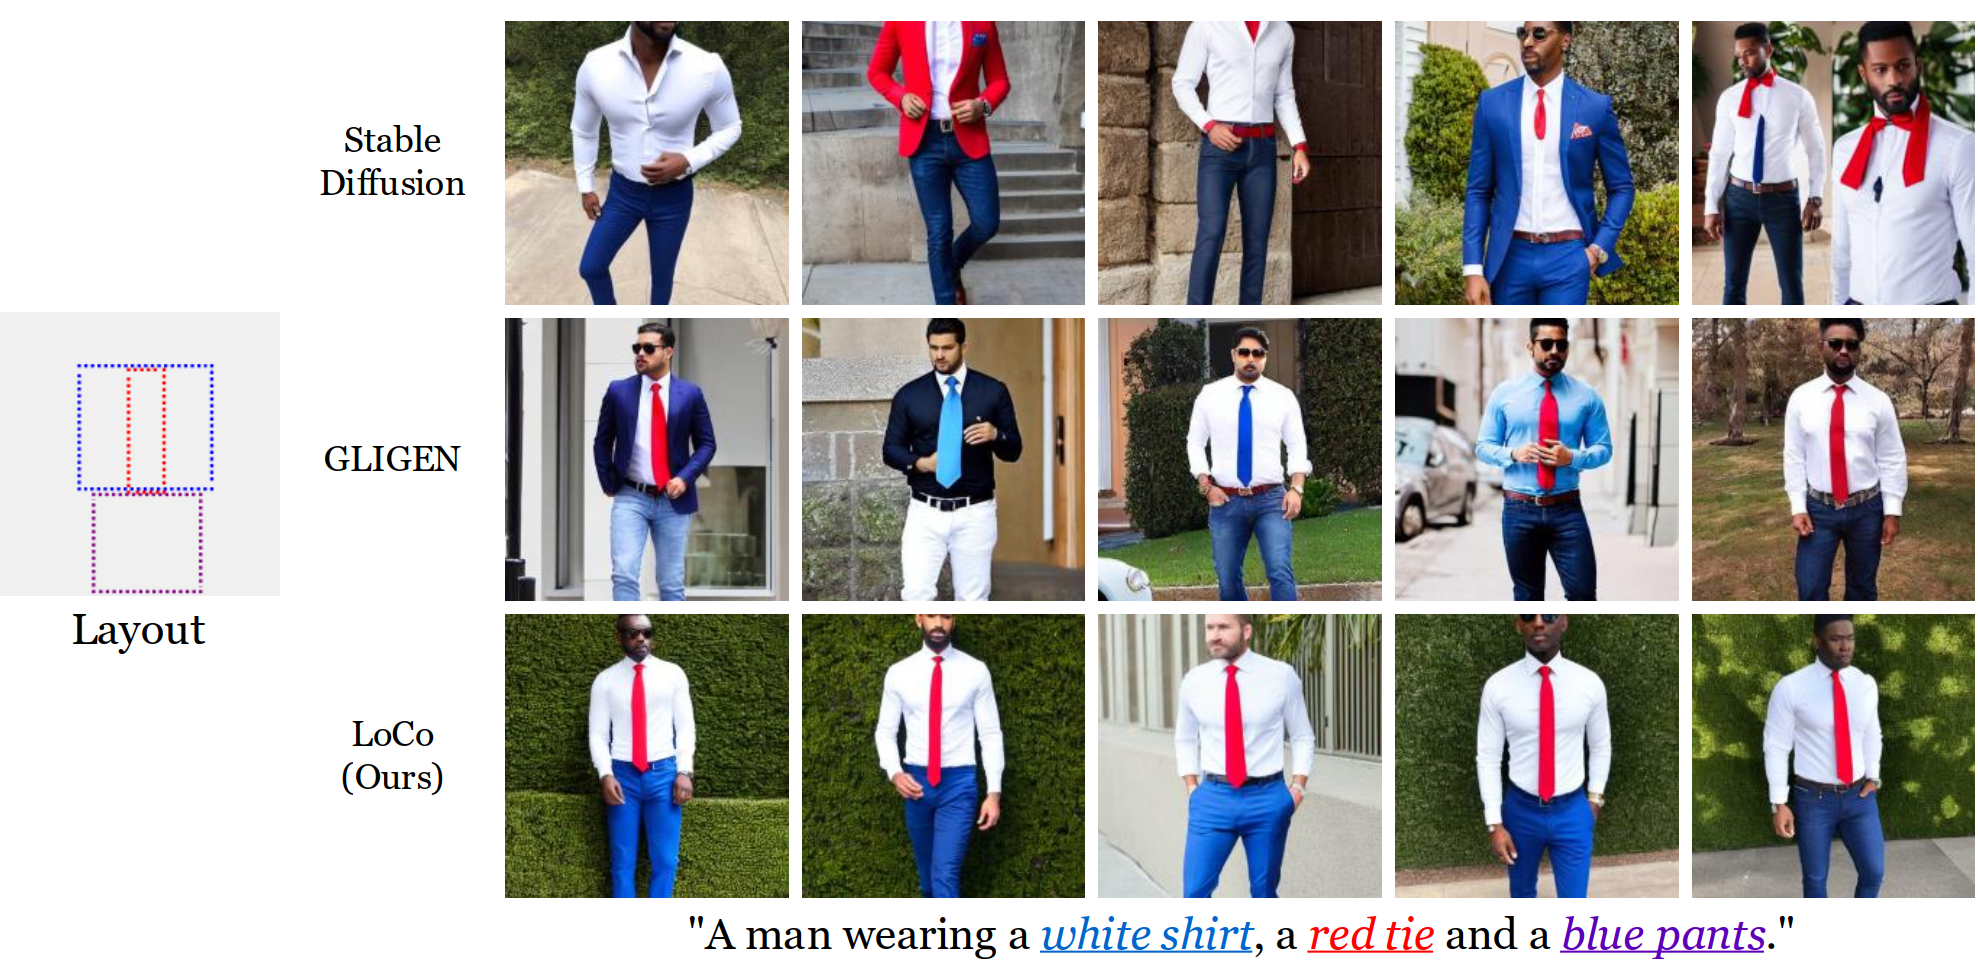 Stable
Diffusion
GLIGEN
Layout
LoCo
(Ours)
"A man wearing a white shirt, a red tie and a blue pants."